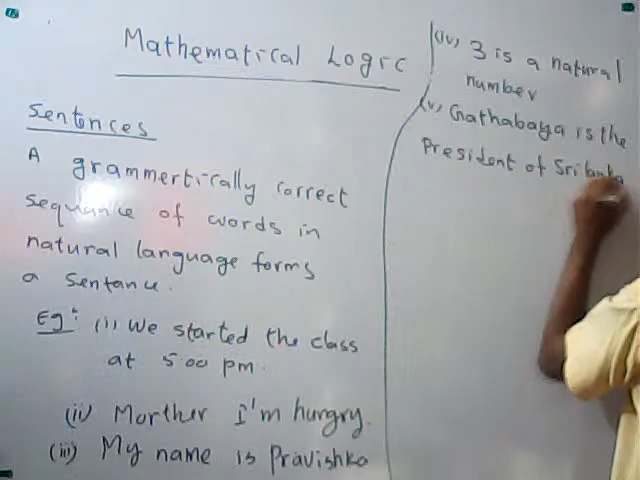 Mathematical Logic
Sentences
A grammertically correct
sequance of words in
natural language forms
a sentance.
Eg: (i) We started the class
at 5.00 pm.
(ii) Morther I'm hungry.
(iii) My name is Pravishka
(iv) 3 is a natural
number
(v) Gathabaya is the
President of Srilanka